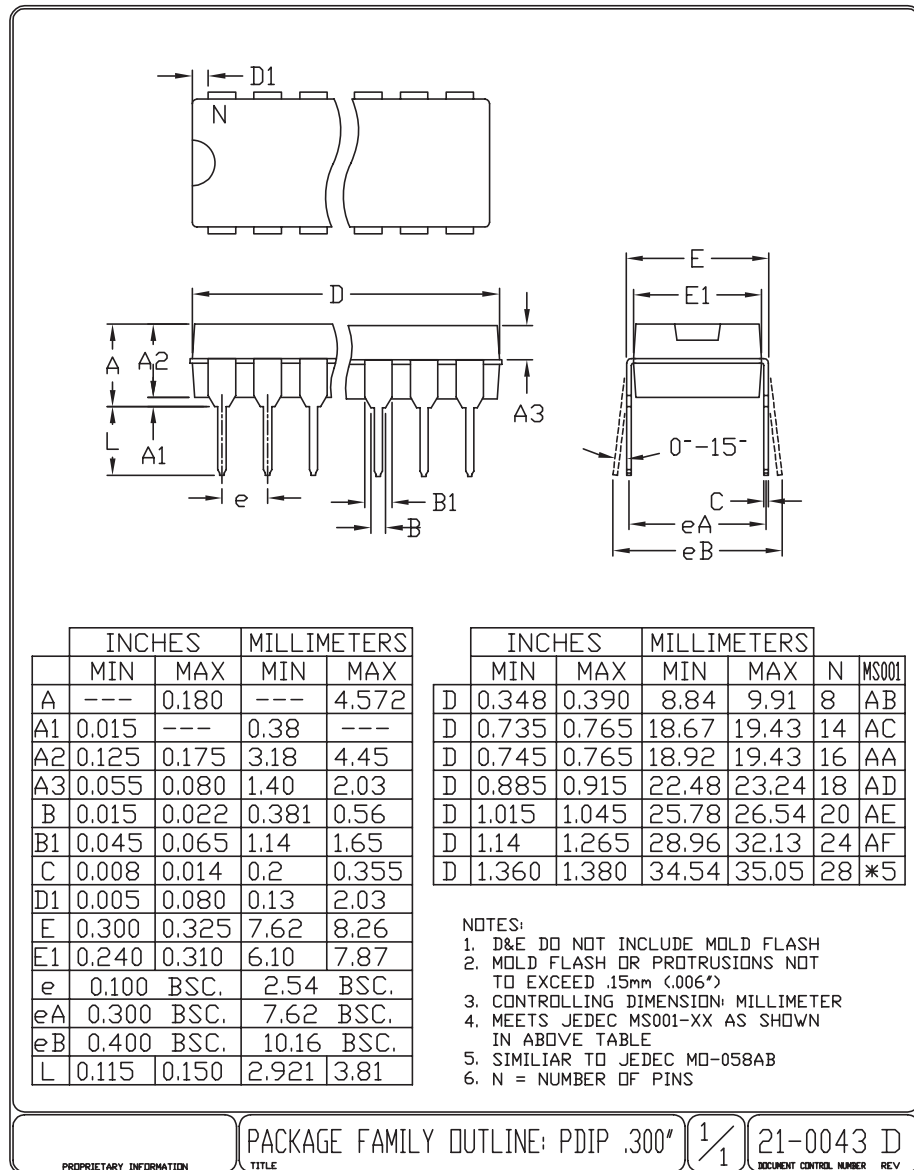 D1
N
D
E
E1
A
A2
A3
L
A1
0°-15°
e
B1
B
C
eA
eB
INCHES MILLIMETERS
MIN MAX MIN MAX
A --- 0.180 --- 4.572
A1 0.015 --- 0.38 ---
A2 0.125 0.175 3.18 4.45
A3 0.055 0.080 1.40 2.03
B 0.015 0.022 0.381 0.56
B1 0.045 0.065 1.14 1.65
C 0.008 0.014 0.2 0.355
D1 0.005 0.080 0.13 2.03
E 0.300 0.325 7.62 8.26
E1 0.240 0.310 6.10 7.87
e 0.100 BSC. 2.54 BSC.
eA 0.300 BSC. 7.62 BSC.
eB 0.400 BSC. 10.16 BSC.
L 0.115 0.150 2.921 3.81
INCHES MILLIMETERS
MIN MAX MIN MAX N MS001
D 0.348 0.390 8.84 9.91 8 AB
D 0.735 0.765 18.67 19.43 14 AC
D 0.745 0.765 18.92 19.43 16 AA
D 0.885 0.915 22.48 23.24 18 AD
D 1.015 1.045 25.78 26.54 20 AE
D 1.14 1.265 28.96 32.13 24 AF
D 1.360 1.380 34.54 35.05 28 *5
NOTES:
1. D&E DO NOT INCLUDE MOLD FLASH
2. MOLD FLASH OR PROTRUSIONS NOT
TO EXCEED .15mm (.006")
3. CONTROLLING DIMENSION: MILLIMETER
4. MEETS JEDEC MS001-XX AS SHOWN
IN ABOVE TABLE
5. SIMILIAR TO JEDEC MO-058AB
6. N = NUMBER OF PINS
PROPRIETARY INFORMATION
PACKAGE FAMILY OUTLINE: PDIP .300"
TITLE
1/1
21-0043 D
DOCUMENT CONTROL NUMBER REV